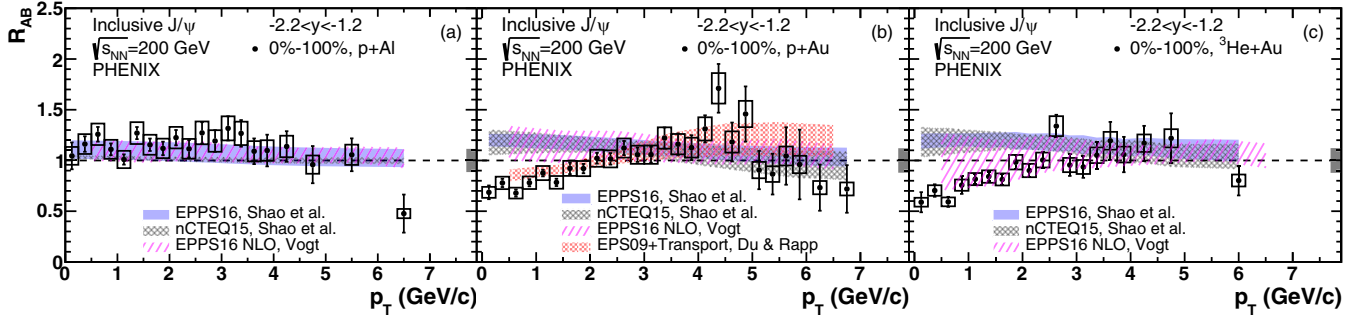 R_AB
2.5
2
1.5
1
0.5
0
Inclusive J/ψ -2.2<y<-1.2 (a)
√s_NN=200 GeV • 0%-100%, p+Al
PHENIX
EPPS16, Shao et al.
nCTEQ15, Shao et al.
EPPS16 NLO, Vogt
0 1 2 3 4 5 6 7
p_T (GeV/c)
Inclusive J/ψ -2.2<y<-1.2 (b)
√s_NN=200 GeV • 0%-100%, p+Au
PHENIX
EPPS16, Shao et al.
nCTEQ15, Shao et al.
EPPS16 NLO, Vogt
EPS09+Transport, Du & Rapp
0 1 2 3 4 5 6 7
p_T (GeV/c)
Inclusive J/ψ -2.2<y<-1.2 (c)
√s_NN=200 GeV • 0%-100%, ³He+Au
PHENIX
EPPS16, Shao et al.
nCTEQ15, Shao et al.
EPPS16 NLO, Vogt
0 1 2 3 4 5 6 7
p_T (GeV/c)